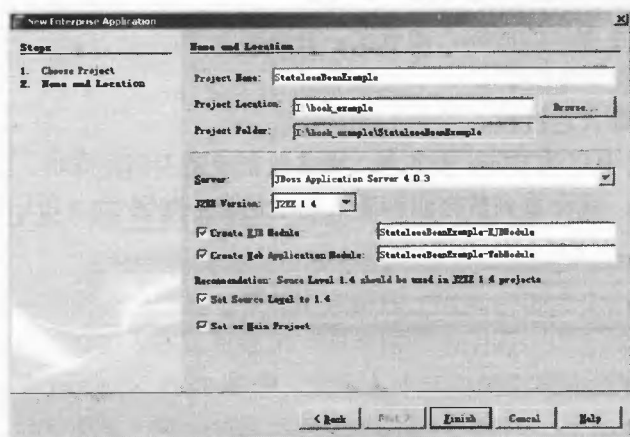 New Enterprise Application
Steps
1. Choose Project
2. Name and Location
Name and Location
Project Name: StatelessBeanExample
Project Location: I:\book_example Browse...
Project Folder: I:\book_example\StatelessBeanExample
Server: JBoss Application Server 4.0.3
J2EE Version: J2EE 1.4
Create EJB Module: StatelessBeanExample-EJBModule
Create Web Application Module: StatelessBeanExample-WebModule
Recommendation: Source Level 1.4 should be used in J2EE 1.4 projects
Set Source Level to 1.4
Set as Main Project
< Back Next > Finish Cancel Help